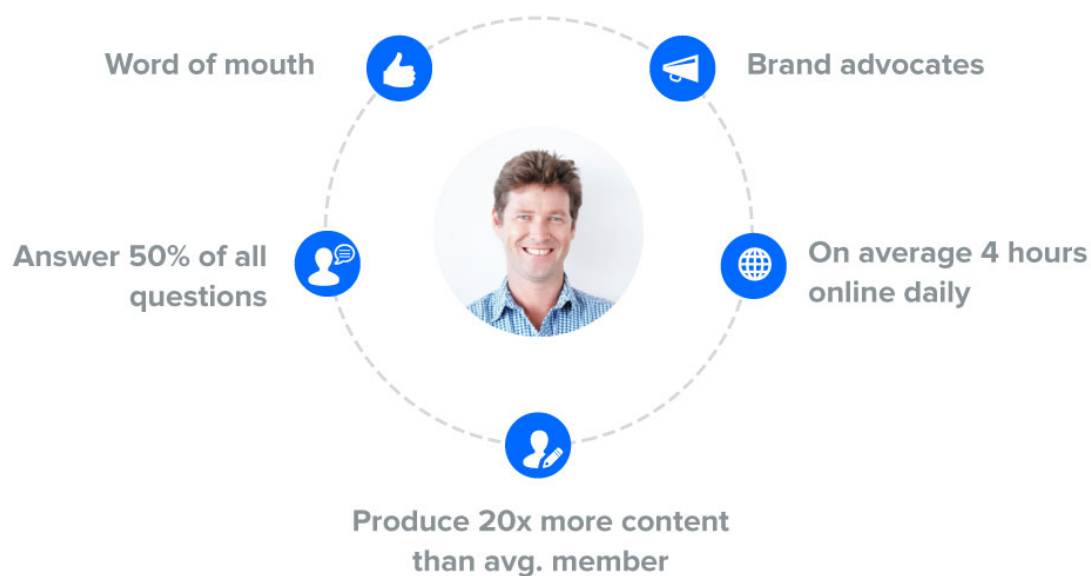 Word of mouth
Brand advocates
Answer 50% of all
questions
On average 4 hours
online daily
Produce 20x more content
than avg. member